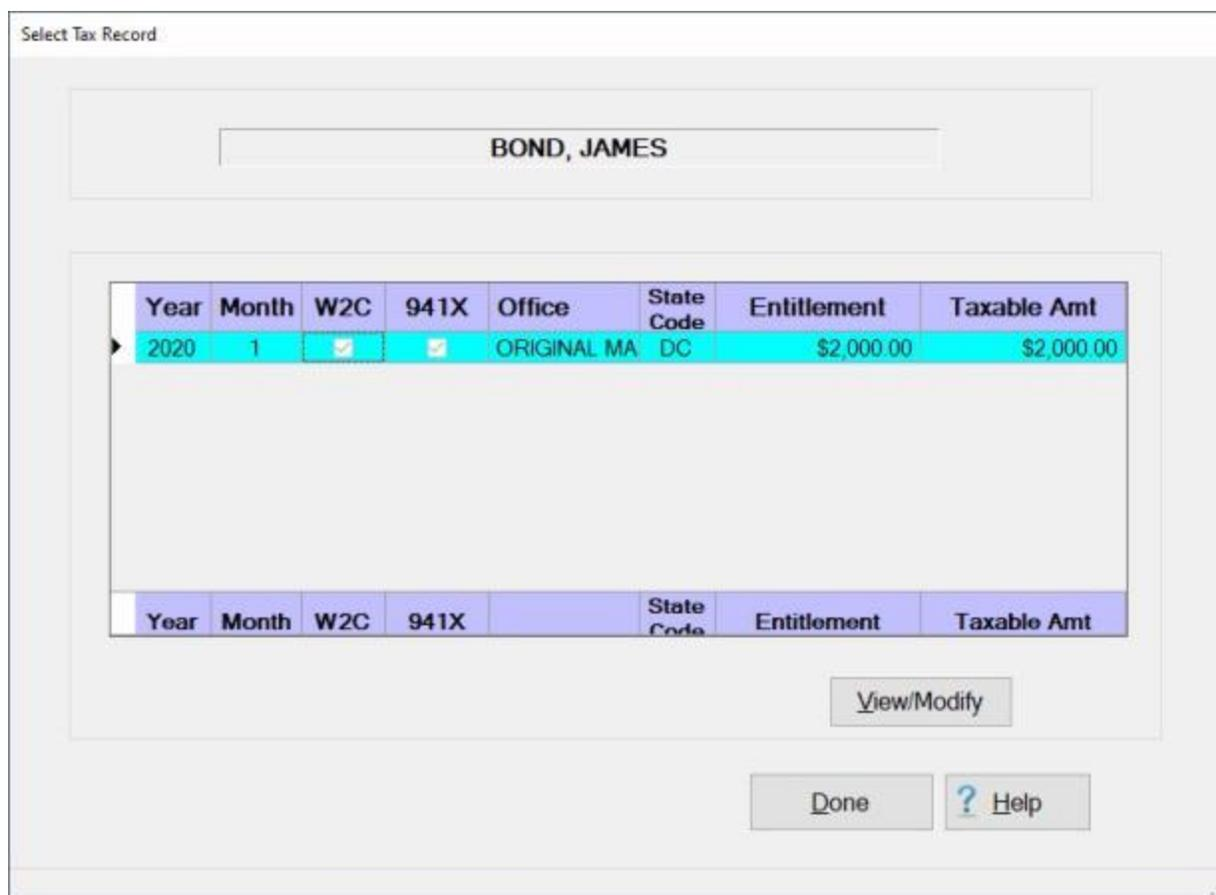 Select Tax Record
BOND, JAMES
Year Month W2C 941X Office State Code Entitlement Taxable Amt
2020 1 ORIGINAL MA DC $2,000.00 $2,000.00
Year Month W2C 941X State Code Entitlement Taxable Amt
View/Modify
Done ? Help